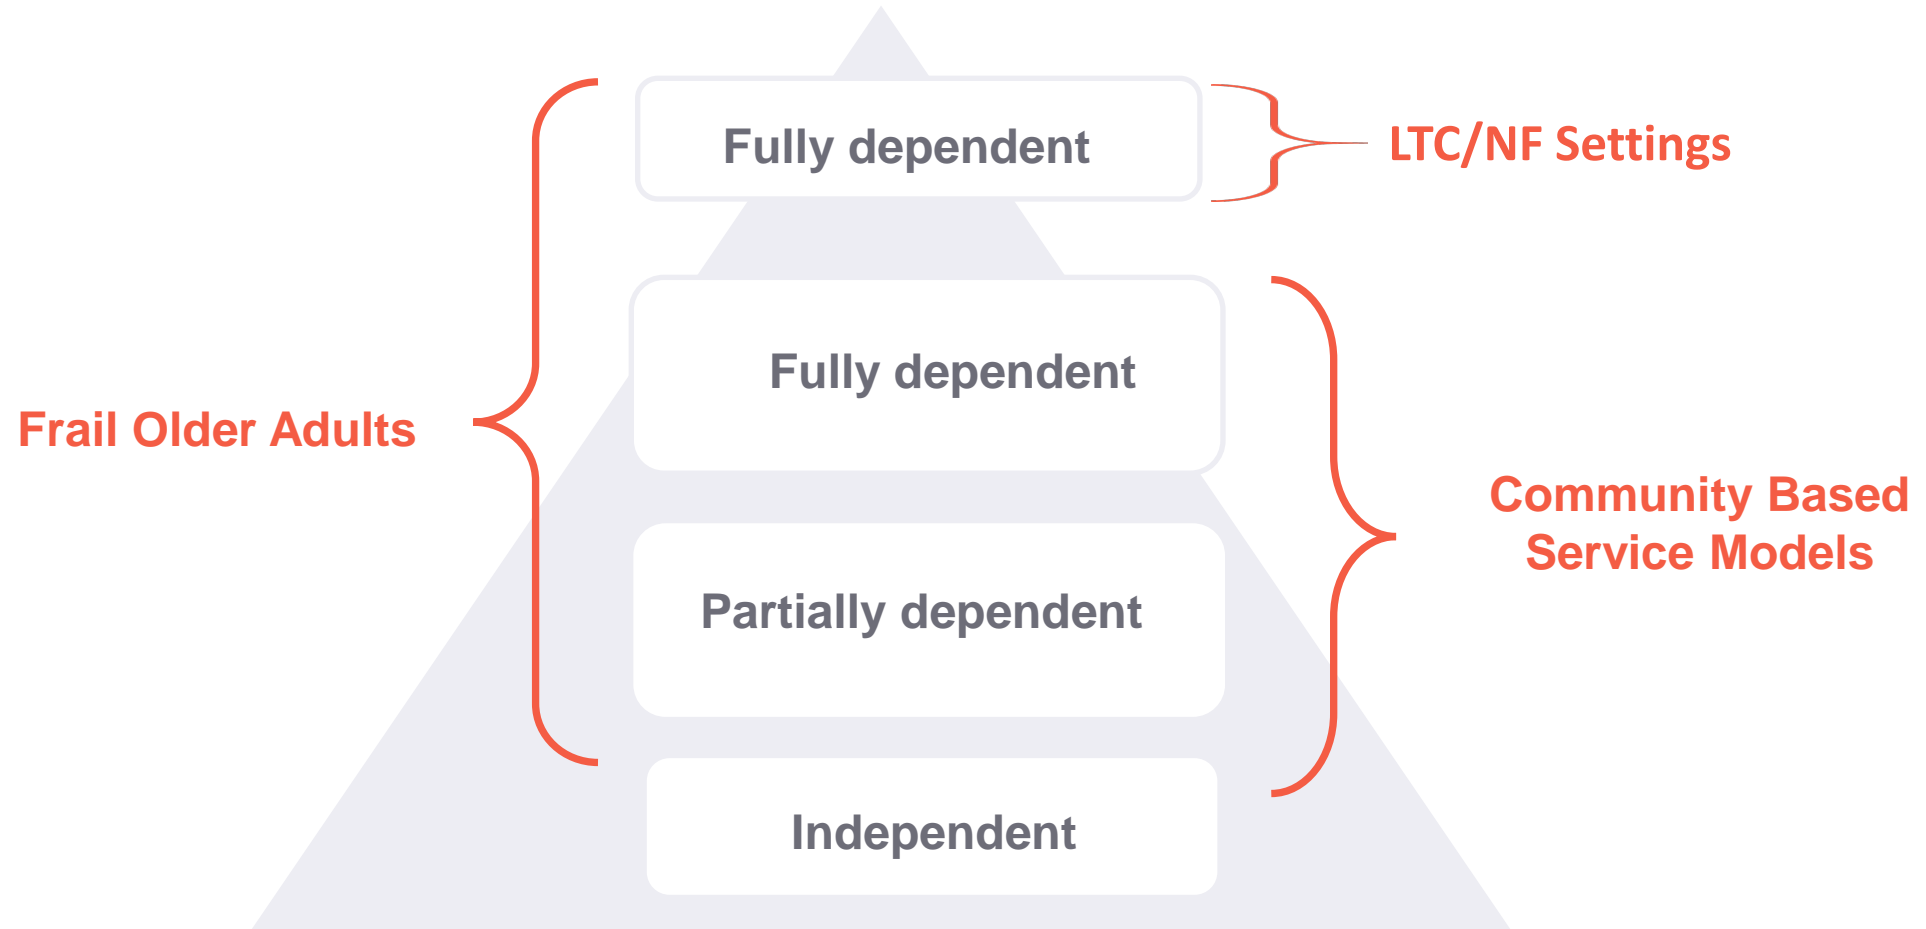 Fully dependent
LTC/NF Settings
Fully dependent
Frail Older Adults
Community Based
Service Models
Partially dependent
Independent